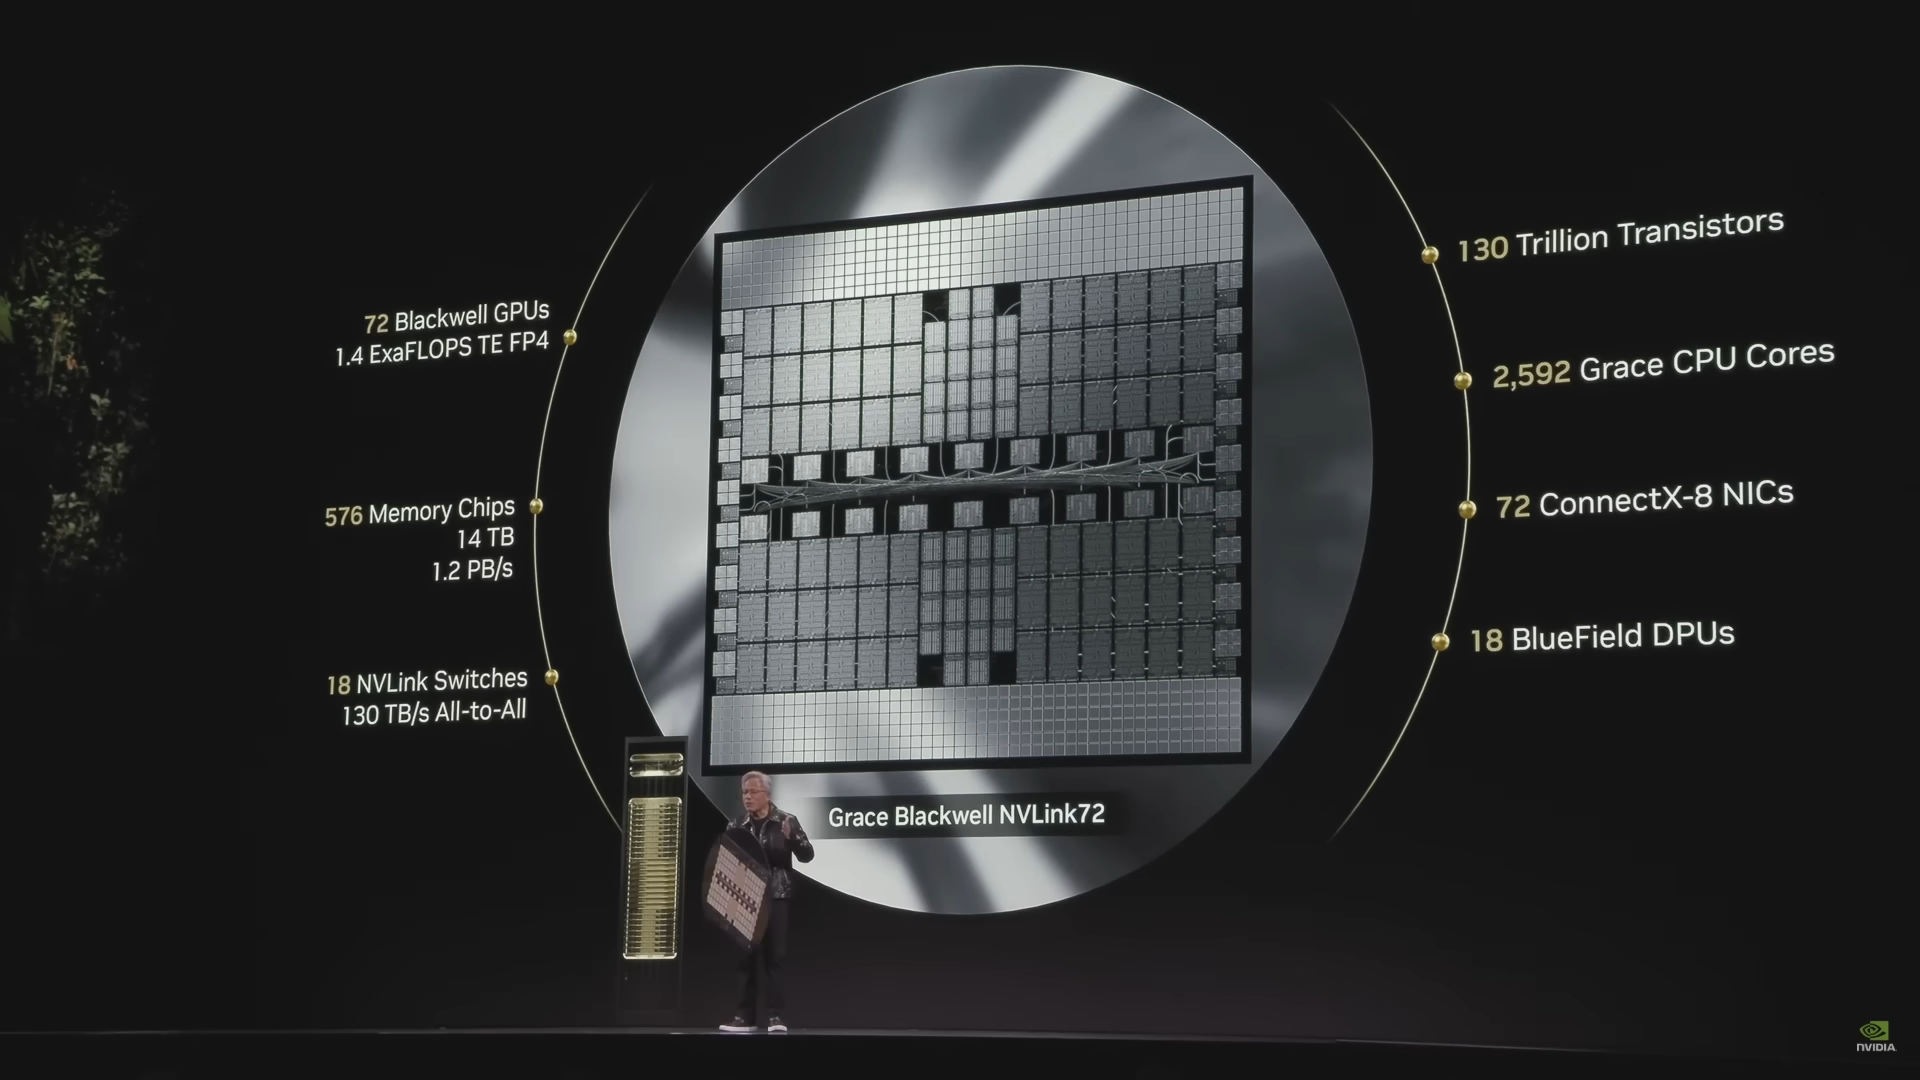 72 Blackwell GPUs
1.4 ExaFLOPS TE FP4
576 Memory Chips
14 TB
1.2 PB/s
18 NVLink Switches
130 TB/s All-to-All
130 Trillion Transistors
2,592 Grace CPU Cores
72 ConnectX-8 NICs
18 BlueField DPUs
Grace Blackwell NVLink72
NVIDIA